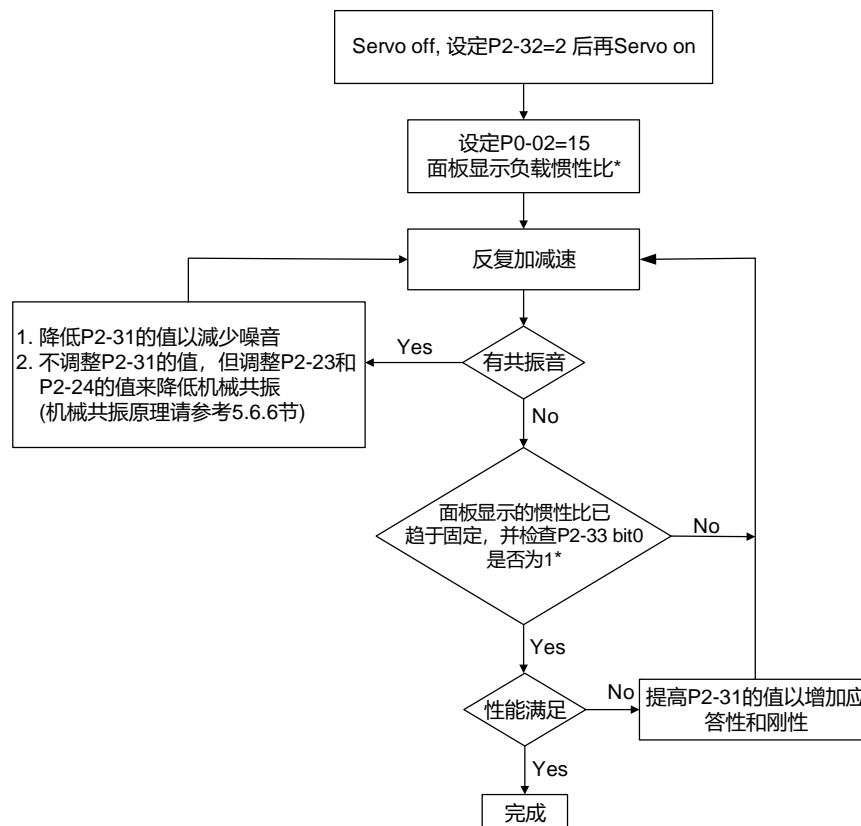 Servo off, 设定P2-32=2 后再Servo on
设定P0-02=15
面板显示负载惯性比*
反复加减速
1. 降低P2-31的值以減少噪音
2. 不调整P2-31的值，但调整P2-23和
P2-24的值来降低机械共振
(机械共振原理请参考5.6.6节)
Yes
有共振音
No
面板显示的惯性比已
趋于固定，并检查P2-33 bit0
是否为1*
No
Yes
性能满足
No
提高P2-31的值以增加应
答性和刚性
Yes
完成